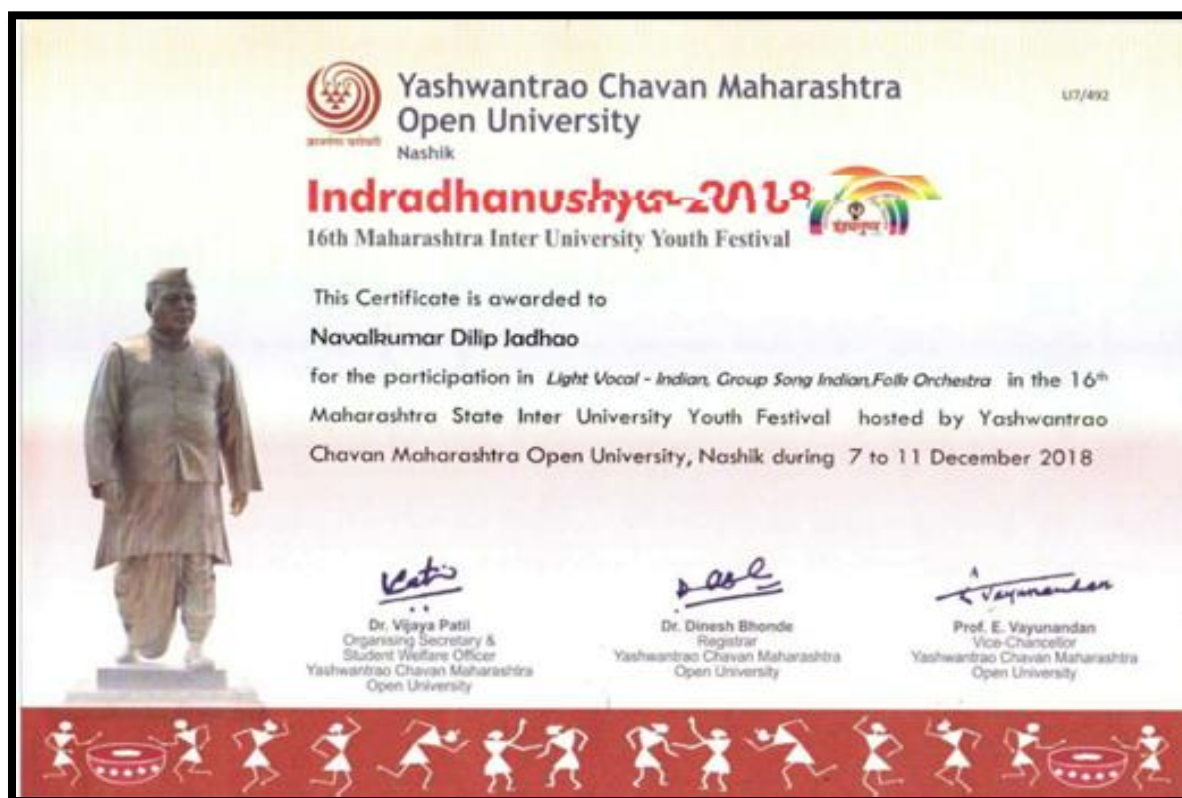 Yashwantrao Chavan Maharashtra
Open University
Nashik
U7/492
Indradhanushya-2018
16th Maharashtra Inter University Youth Festival
इंद्रधनुष्य
This Certificate is awarded to
Navalkumar Dilip Jadhao
for the participation in Light Vocal - Indian, Group Song Indian,Folk Orchestra in the 16th
Maharashtra State Inter University Youth Festival hosted by Yashwantrao
Chavan Maharashtra Open University, Nashik during 7 to 11 December 2018
Dr. Vijaya Patil
Organising Secretary &
Student Welfare Officer
Yashwantrao Chavan Maharashtra
Open University
Dr. Dinesh Bhonde
Registrar
Yashwantrao Chavan Maharashtra
Open University
Prof. E. Vayunandan
Vice-Chancellor
Yashwantrao Chavan Maharashtra
Open University